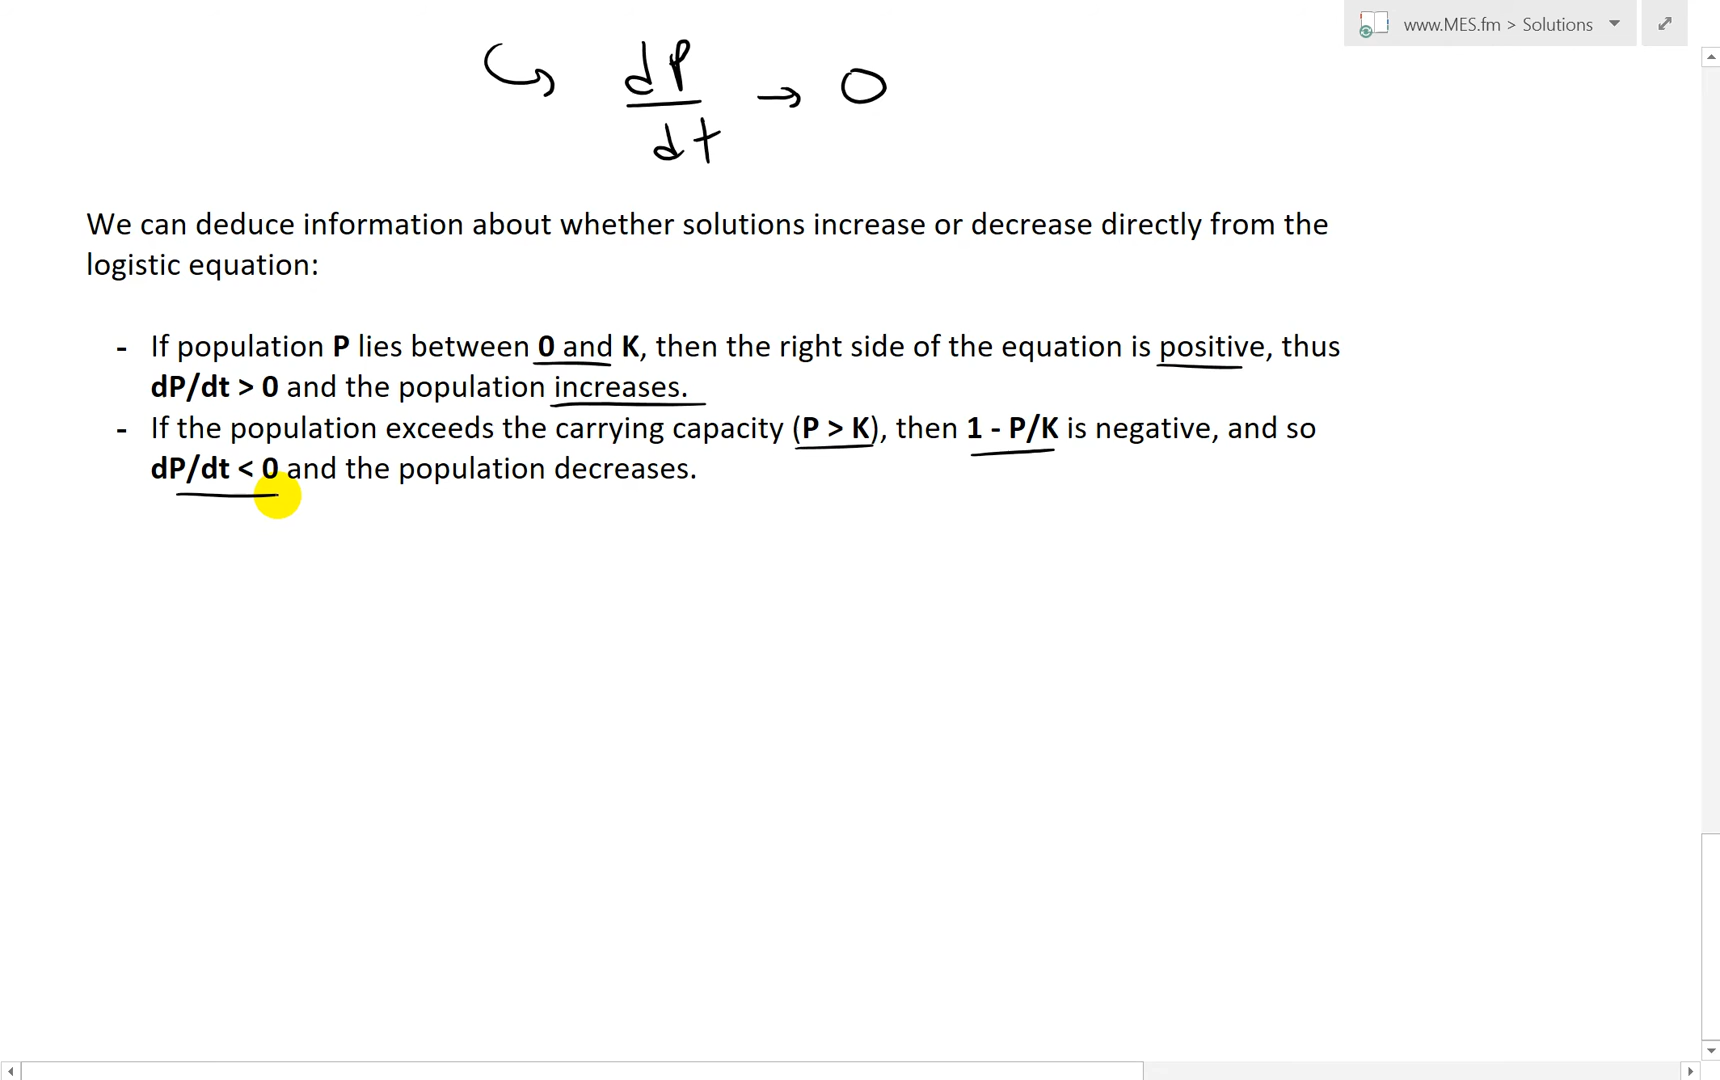 www.MES.fm > Solutions
dP
dt
→ 0
We can deduce information about whether solutions increase or decrease directly from the
logistic equation:
- If population P lies between 0 and K, then the right side of the equation is positive, thus
dP/dt > 0 and the population increases.
- If the population exceeds the carrying capacity (P > K), then 1 - P/K is negative, and so
dP/dt < 0 and the population decreases.